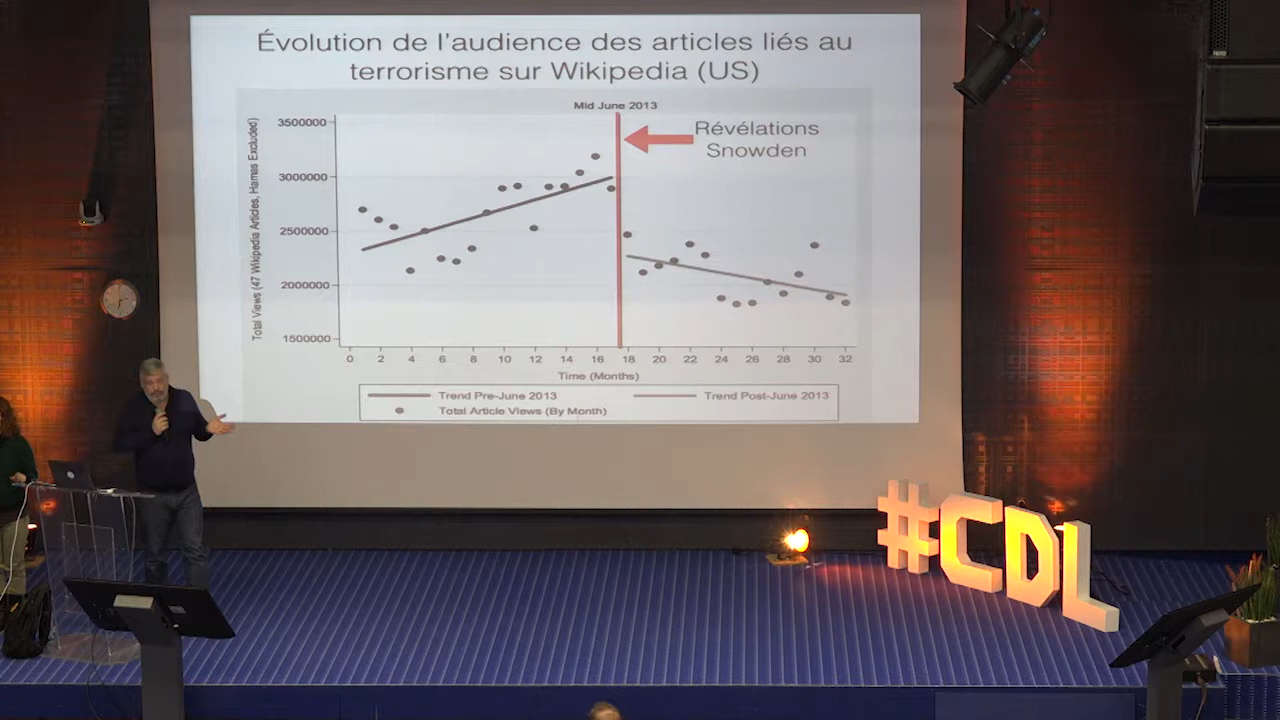 Évolution de l'audience des articles liés au
terrorisme sur Wikipedia (US)
Mid June 2013
Révélations
Snowden
Total Views (47 Wikipedia Articles, Hamas Excluded)
3500000
3000000
2500000
2000000
1500000
0 2 4 6 8 10 12 14 16 18 20 22 24 26 28 30 32
Time (Months)
Trend Pre-June 2013
Trend Post-June 2013
Total Article Views (By Month)
#CDL